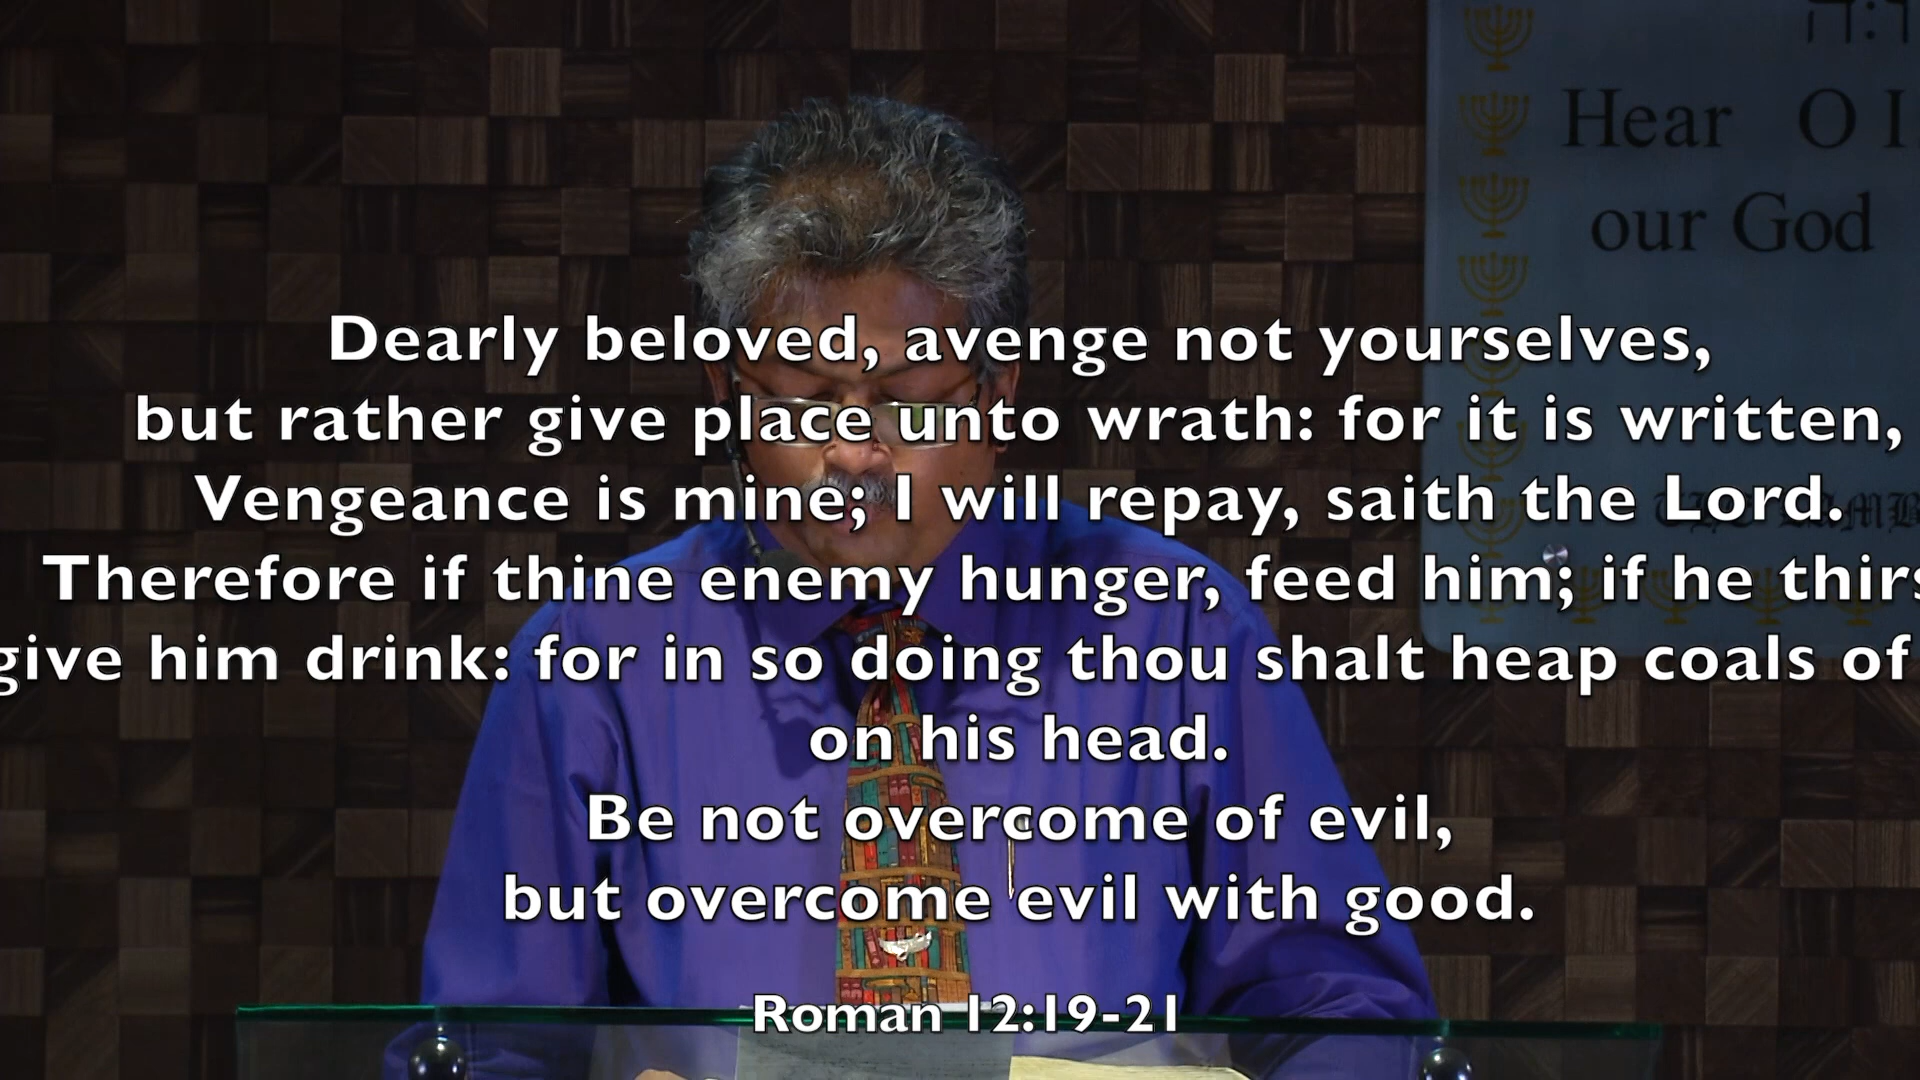 Hear O I
our God
Dearly beloved, avenge not yourselves,
but rather give place unto wrath: for it is written,
Vengeance is mine; I will repay, saith the Lord.
Therefore if thine enemy hunger, feed him; if he thirs
give him drink: for in so doing thou shalt heap coals of
on his head.
Be not overcome of evil,
but overcome evil with good.
Roman 12:19-21